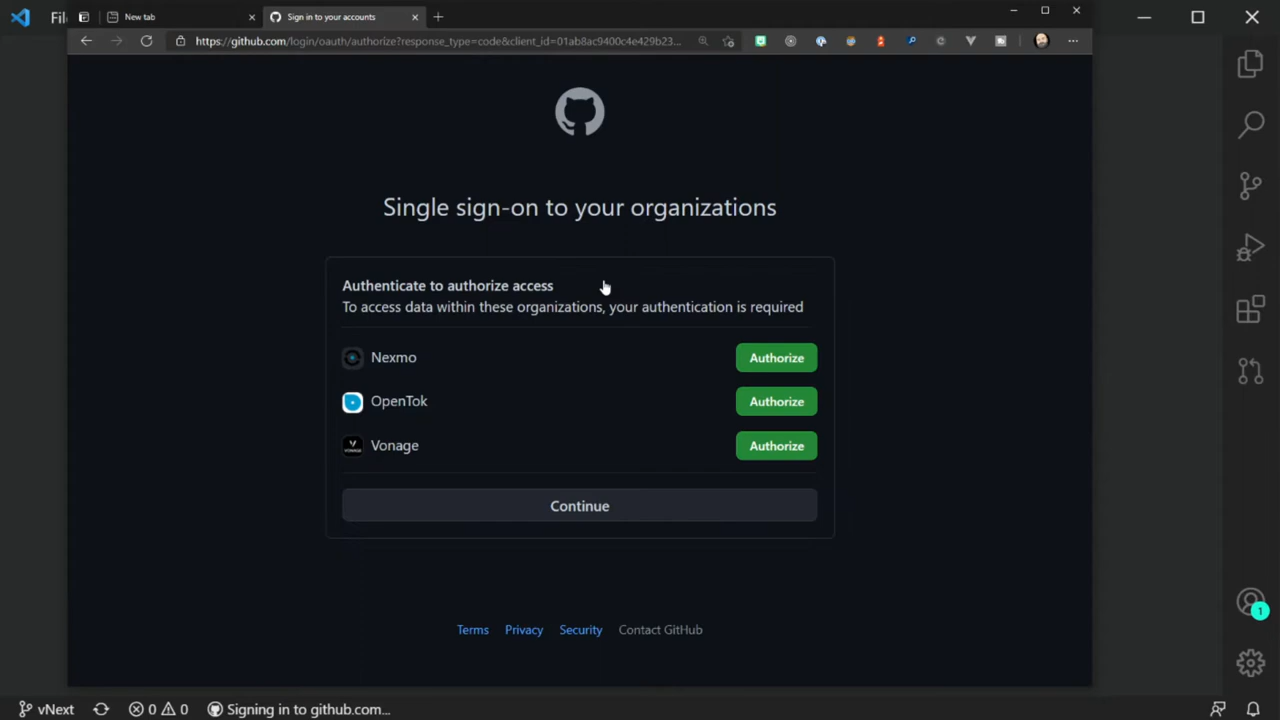 Fil
New tab
Sign in to your accounts
https://github.com/login/oauth/authorize?response_type=code&client_id=01ab8ac9400c4e429b23...
Single sign-on to your organizations
Authenticate to authorize access
To access data within these organizations, your authentication is required
Nexmo
Authorize
OpenTok
Authorize
VONAGE
Vonage
Authorize
Continue
Terms
Privacy
Security
Contact GitHub
1
vNext
0
0
Signing in to github.com...